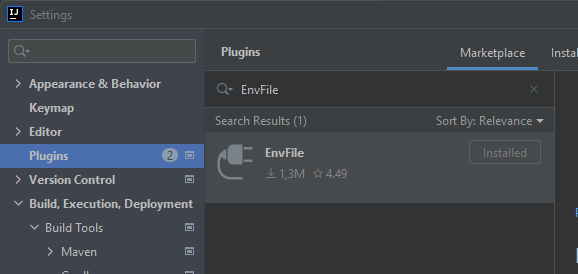 IJ
Settings
Plugins
Marketplace
EnvFile
Search Results (1)
Sort By: Relevance
EnvFile
Installed
1,3M
4.49
Appearance & Behavior
Keymap
Editor
Plugins
2
Version Control
Build, Execution, Deployment
Build Tools
Maven